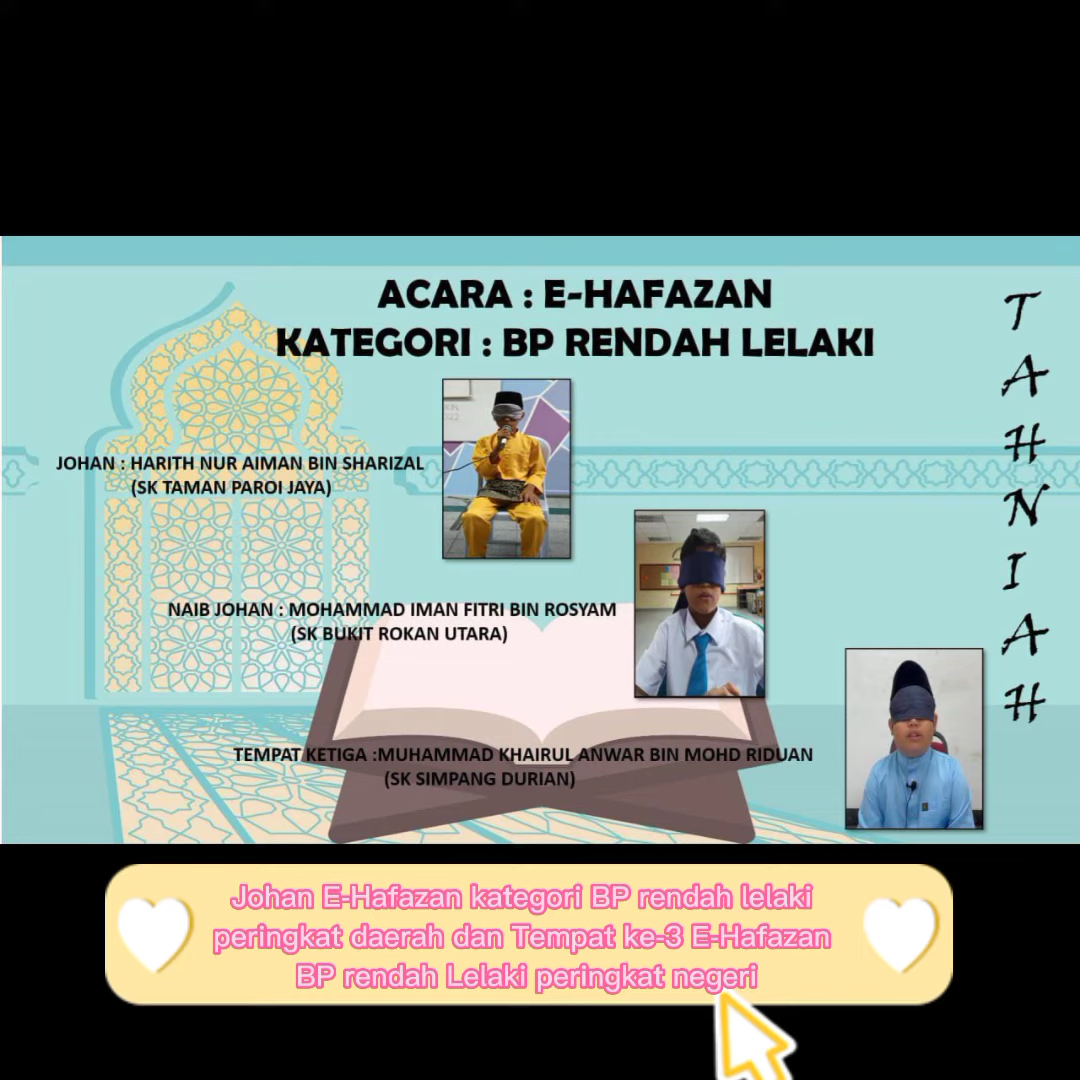 ACARA : E-HAFAZAN
KATEGORI : BP RENDAH LELAKI
TAHNIAH
JOHAN : HARITH NUR AIMAN BIN SHARIZAL
(SK TAMAN PAROI JAYA)
NAIB JOHAN : MOHAMMAD IMAN FITRI BIN ROSYAM
(SK BUKIT ROKAN UTARA)
TEMPAT KETIGA :MUHAMMAD KHAIRUL ANWAR BIN MOHD RIDUAN
(SK SIMPANG DURIAN)
Johan E-Hafazan kategori BP rendah lelaki
peringkat daerah dan Tempat ke-3 E-Hafazan
BP rendah Lelaki peringkat negeri